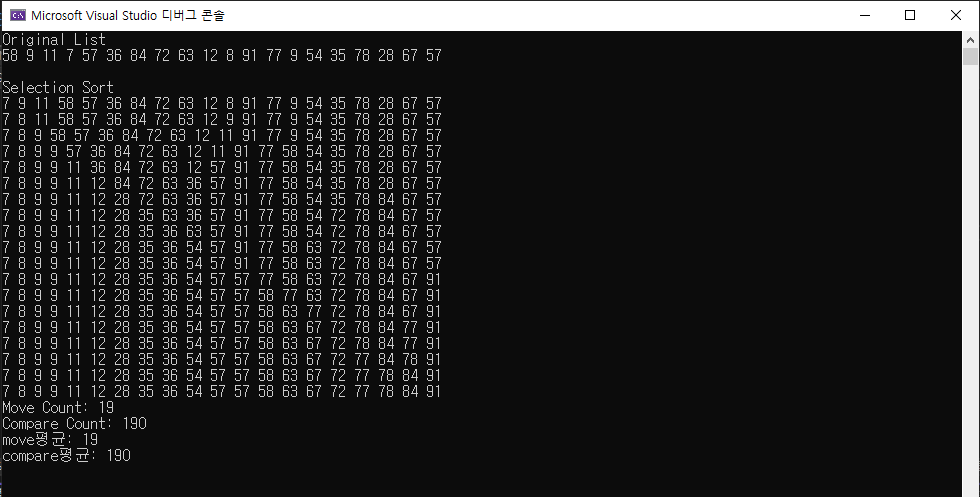 Microsoft Visual Studio 디버그 콘솔
Original List
58 9 11 7 57 36 84 72 63 12 8 91 77 9 54 35 78 28 67 57
Selection Sort
7 9 11 58 57 36 84 72 63 12 8 91 77 9 54 35 78 28 67 57
7 8 11 58 57 36 84 72 63 12 9 91 77 9 54 35 78 28 67 57
7 8 9 58 57 36 84 72 63 12 11 91 77 9 54 35 78 28 67 57
7 8 9 9 57 36 84 72 63 12 11 91 77 58 54 35 78 28 67 57
7 8 9 9 11 36 84 72 63 12 57 91 77 58 54 35 78 28 67 57
7 8 9 9 11 12 84 72 63 36 57 91 77 58 54 35 78 28 67 57
7 8 9 9 11 12 28 72 63 36 57 91 77 58 54 35 78 84 67 57
7 8 9 9 11 12 28 35 63 36 57 91 77 58 54 72 78 84 67 57
7 8 9 9 11 12 28 35 36 63 57 91 77 58 54 72 78 84 67 57
7 8 9 9 11 12 28 35 36 54 57 91 77 58 63 72 78 84 67 57
7 8 9 9 11 12 28 35 36 54 57 91 77 58 63 72 78 84 67 57
7 8 9 9 11 12 28 35 36 54 57 57 77 58 63 72 78 84 67 91
7 8 9 9 11 12 28 35 36 54 57 57 58 77 63 72 78 84 67 91
7 8 9 9 11 12 28 35 36 54 57 57 58 63 77 72 78 84 67 91
7 8 9 9 11 12 28 35 36 54 57 57 58 63 67 72 78 84 77 91
7 8 9 9 11 12 28 35 36 54 57 57 58 63 67 72 78 84 77 91
7 8 9 9 11 12 28 35 36 54 57 57 58 63 67 72 77 84 78 91
7 8 9 9 11 12 28 35 36 54 57 57 58 63 67 72 77 78 84 91
7 8 9 9 11 12 28 35 36 54 57 57 58 63 67 72 77 78 84 91
Move Count: 19
Compare Count: 190
move평균: 19
compare평균: 190